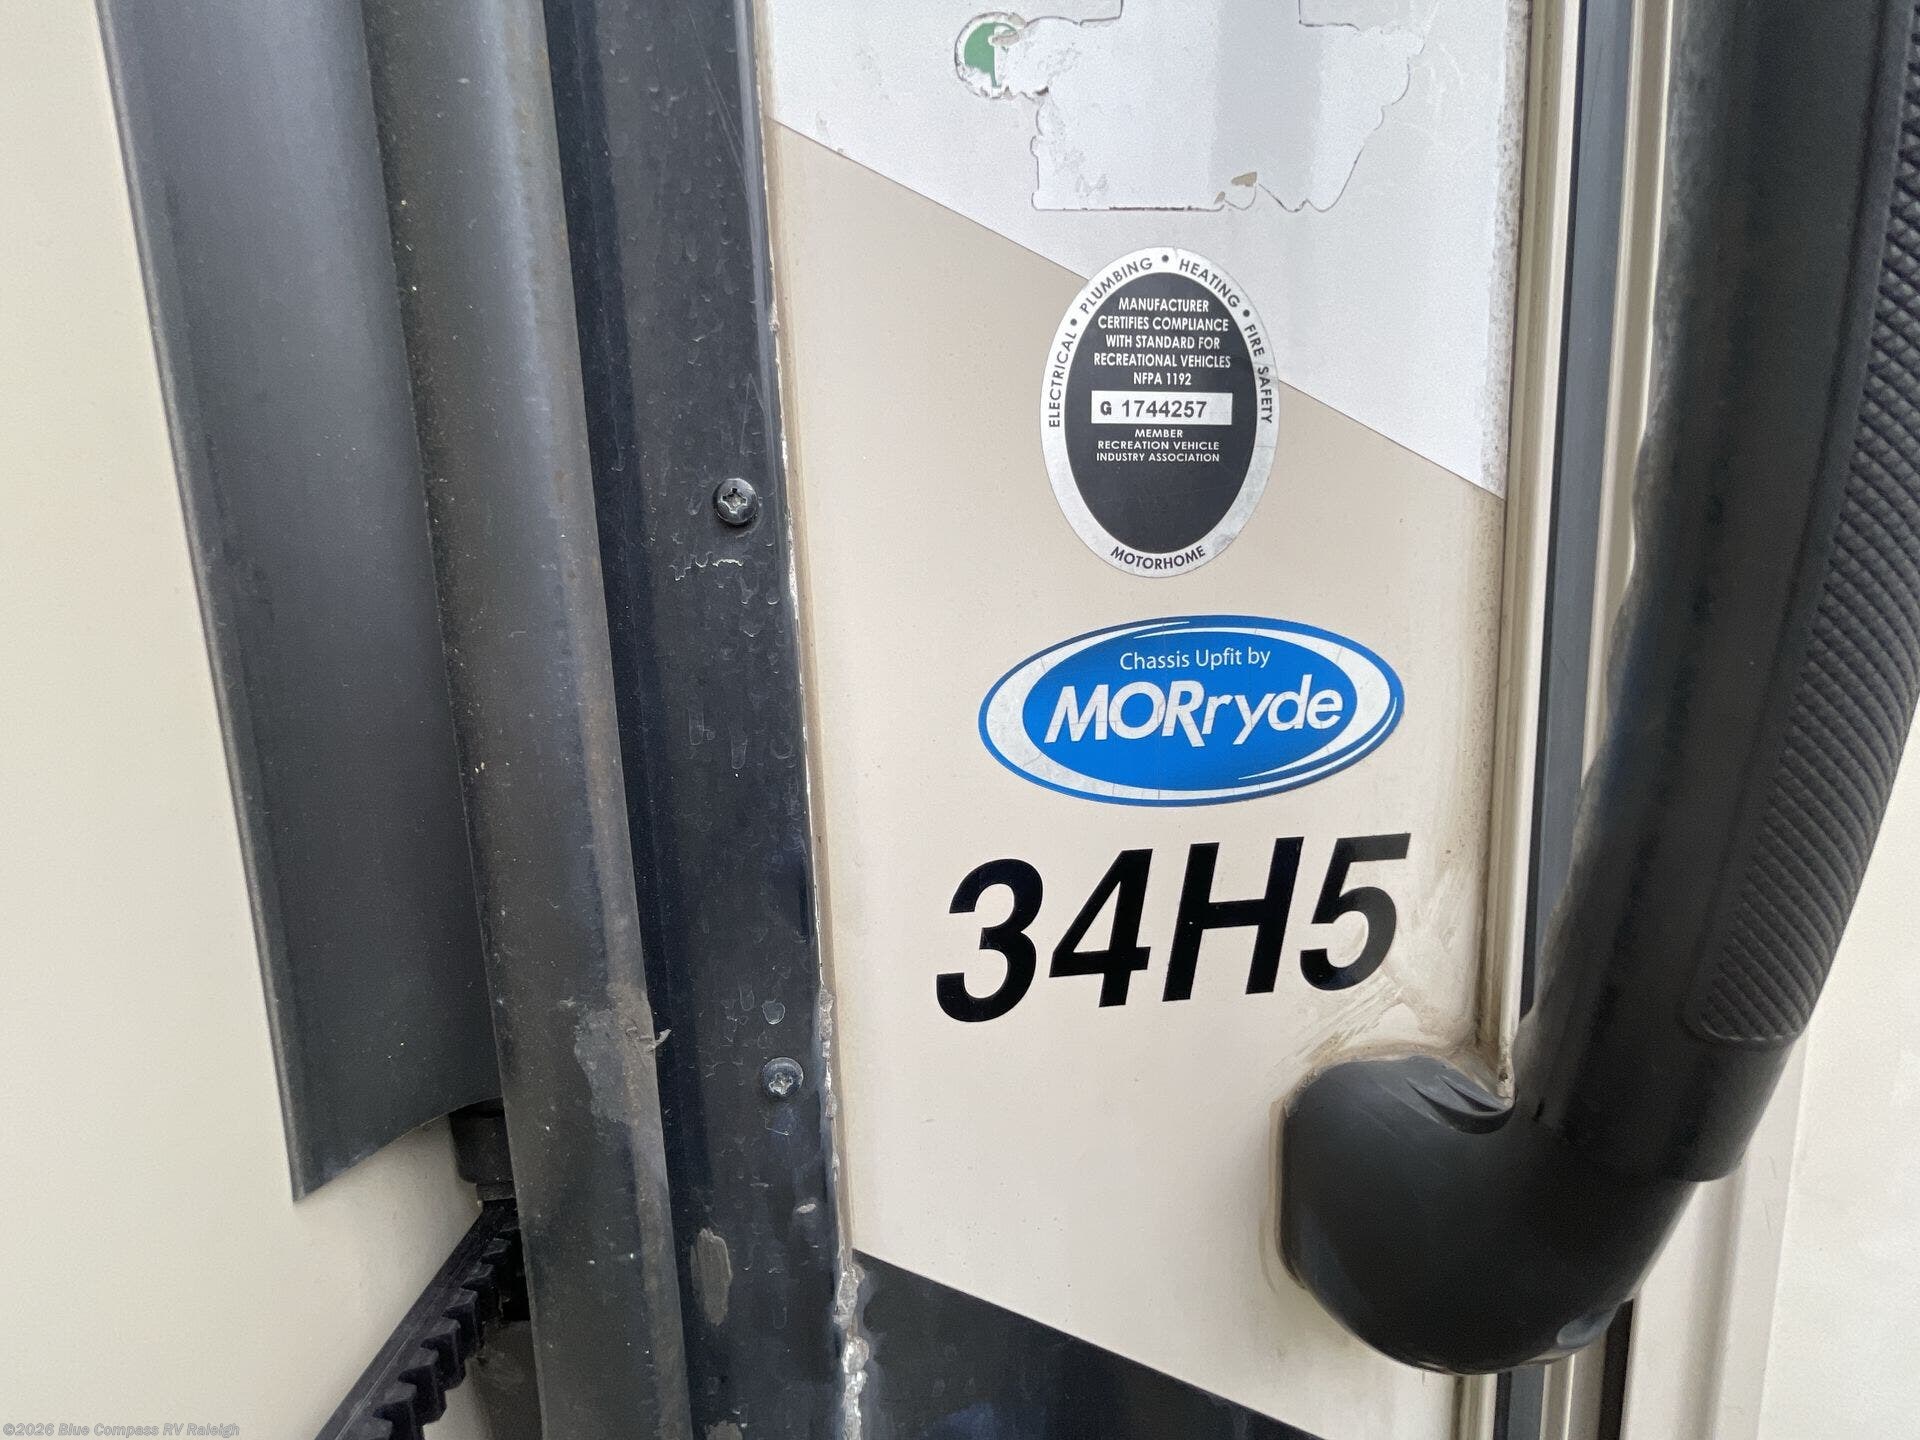 ELECTRICAL • PLUMBING • HEATING • FIRE SAFETY
MANUFACTURER
CERTIFIES COMPLIANCE
WITH STANDARD FOR
RECREATIONAL VEHICLES
NFPA 1192
G 1744257
MEMBER
RECREATION VEHICLE
INDUSTRY ASSOCIATION
MOTORHOME
Chassis Upfit by
MORryde
34H5
©2026 Blue Compass RV Raleigh